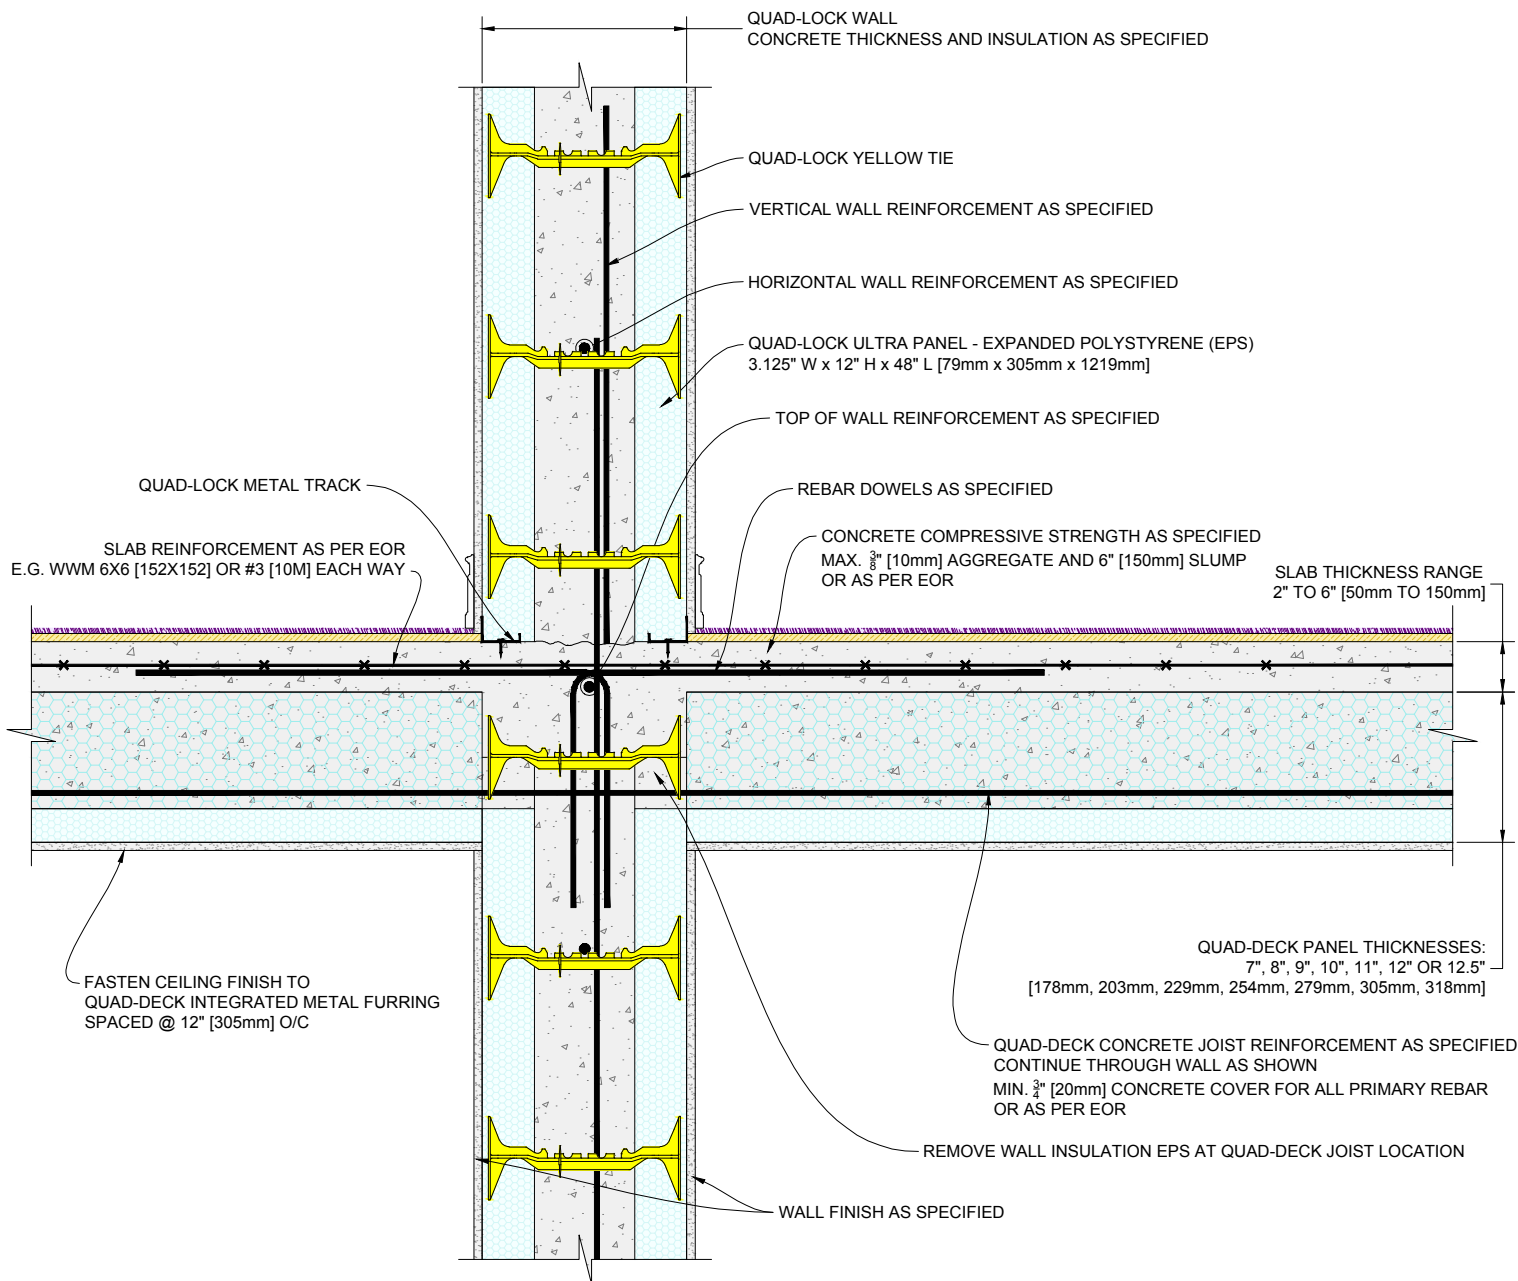 QUAD-LOCK WALL
CONCRETE THICKNESS AND INSULATION AS SPECIFIED
QUAD-LOCK YELLOW TIE
VERTICAL WALL REINFORCEMENT AS SPECIFIED
HORIZONTAL WALL REINFORCEMENT AS SPECIFIED
QUAD-LOCK ULTRA PANEL - EXPANDED POLYSTYRENE (EPS)
3.125" W x 12" H x 48" L [79mm x 305mm x 1219mm]
TOP OF WALL REINFORCEMENT AS SPECIFIED
QUAD-LOCK METAL TRACK
REBAR DOWELS AS SPECIFIED
SLAB REINFORCEMENT AS PER EOR
E.G. WWM 6X6 [152X152] OR #3 [10M] EACH WAY
CONCRETE COMPRESSIVE STRENGTH AS SPECIFIED
MAX. 3/8" [10mm] AGGREGATE AND 6" [150mm] SLUMP
OR AS PER EOR
SLAB THICKNESS RANGE
2" TO 6" [50mm TO 150mm]
QUAD-DECK PANEL THICKNESSES:
7", 8", 9", 10", 11", 12" OR 12.5"
[178mm, 203mm, 229mm, 254mm, 279mm, 305mm, 318mm]
FASTEN CEILING FINISH TO
QUAD-DECK INTEGRATED METAL FURRING
SPACED @ 12" [305mm] O/C
QUAD-DECK CONCRETE JOIST REINFORCEMENT AS SPECIFIED
CONTINUE THROUGH WALL AS SHOWN
MIN. 3/4" [20mm] CONCRETE COVER FOR ALL PRIMARY REBAR
OR AS PER EOR
REMOVE WALL INSULATION EPS AT QUAD-DECK JOIST LOCATION
WALL FINISH AS SPECIFIED